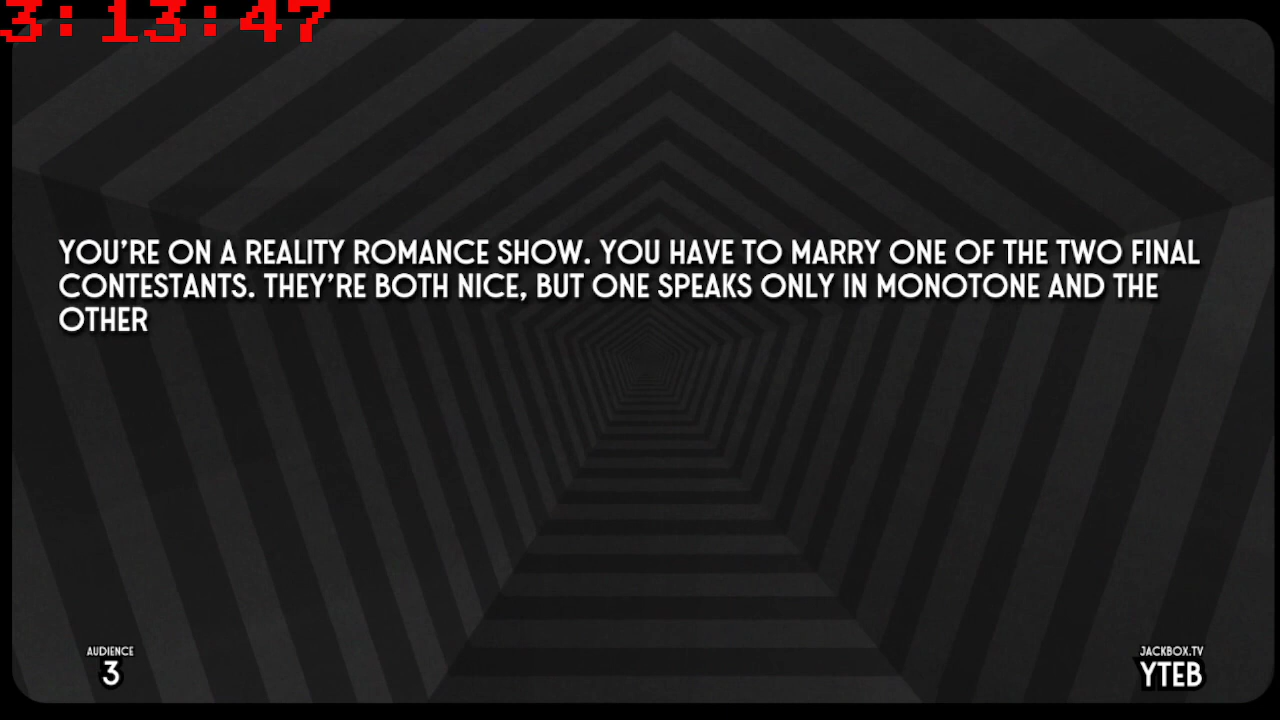 3:13:47
YOU'RE ON A REALITY ROMANCE SHOW. YOU HAVE TO MARRY ONE OF THE TWO FINAL
CONTESTANTS. THEY'RE BOTH NICE, BUT ONE SPEAKS ONLY IN MONOTONE AND THE
OTHER
AUDIENCE
3
JACKBOX.TV
YTEB